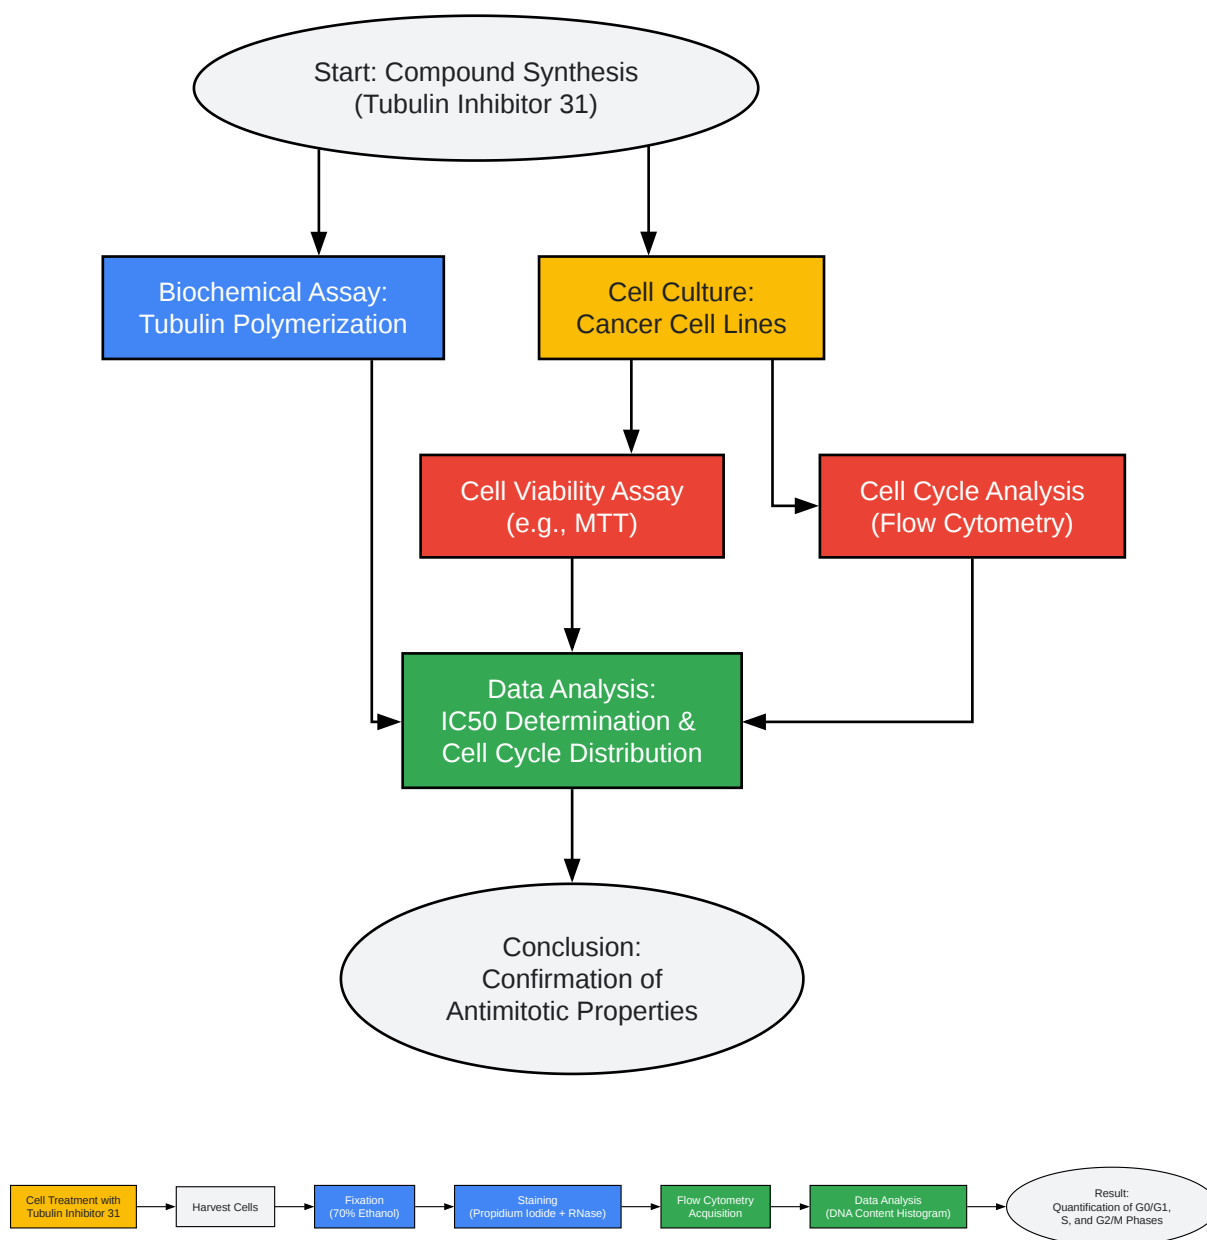 Start: Compound Synthesis
(Tubulin Inhibitor 31)
Biochemical Assay:
Tubulin Polymerization
Cell Culture:
Cancer Cell Lines
Cell Viability Assay
(e.g., MTT)
Cell Cycle Analysis
(Flow Cytometry)
Data Analysis:
IC50 Determination &
Cell Cycle Distribution
Conclusion:
Confirmation of
Antimitotic Properties
Cell Treatment with
Tubulin Inhibitor 31
Harvest Cells
Fixation
(70% Ethanol)
Staining
(Propidium Iodide + RNase)
Flow Cytometry
Acquisition
Data Analysis
(DNA Content Histogram)
Result:
Quantification of G0/G1,
S, and G2/M Phases